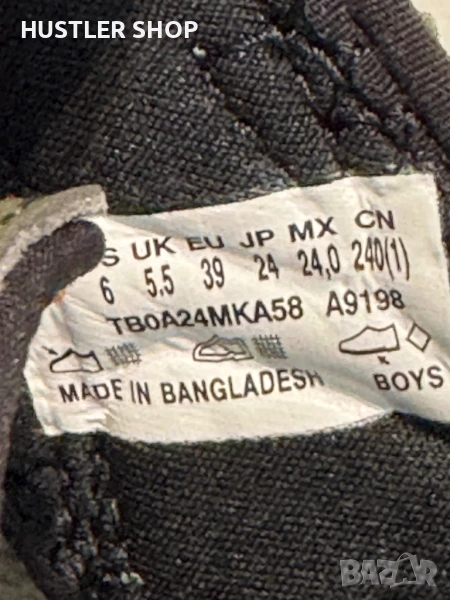 HUSTLER SHOP
S UK EU JP MX CN
6 5.5 39 24 24,0 240(1)
TB0A24MKA58 A9198
MADE IN BANGLADESH BOYS
BAZAR